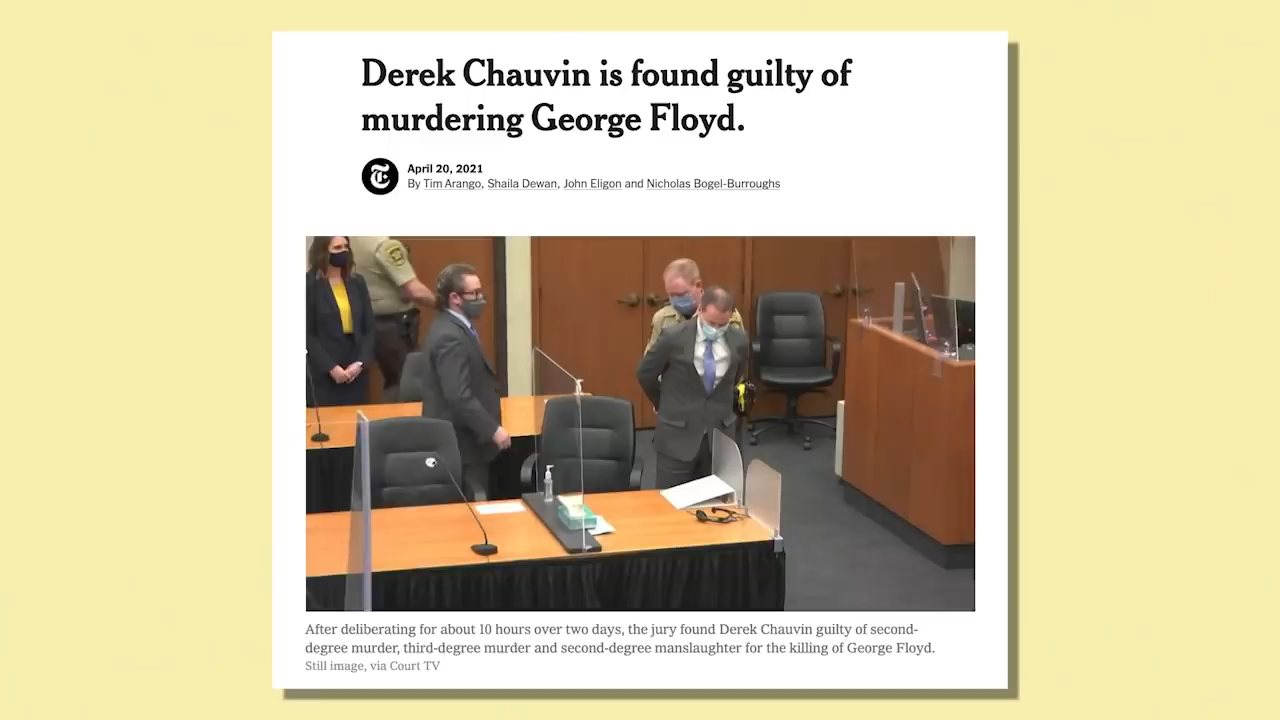 Derek Chauvin is found guilty of
murdering George Floyd.
April 20, 2021
By Tim Arango, Shaila Dewan, John Eligon and Nicholas Bogel-Burroughs
After deliberating for about 10 hours over two days, the jury found Derek Chauvin guilty of second-
degree murder, third-degree murder and second-degree manslaughter for the killing of George Floyd.
Still image, via Court TV